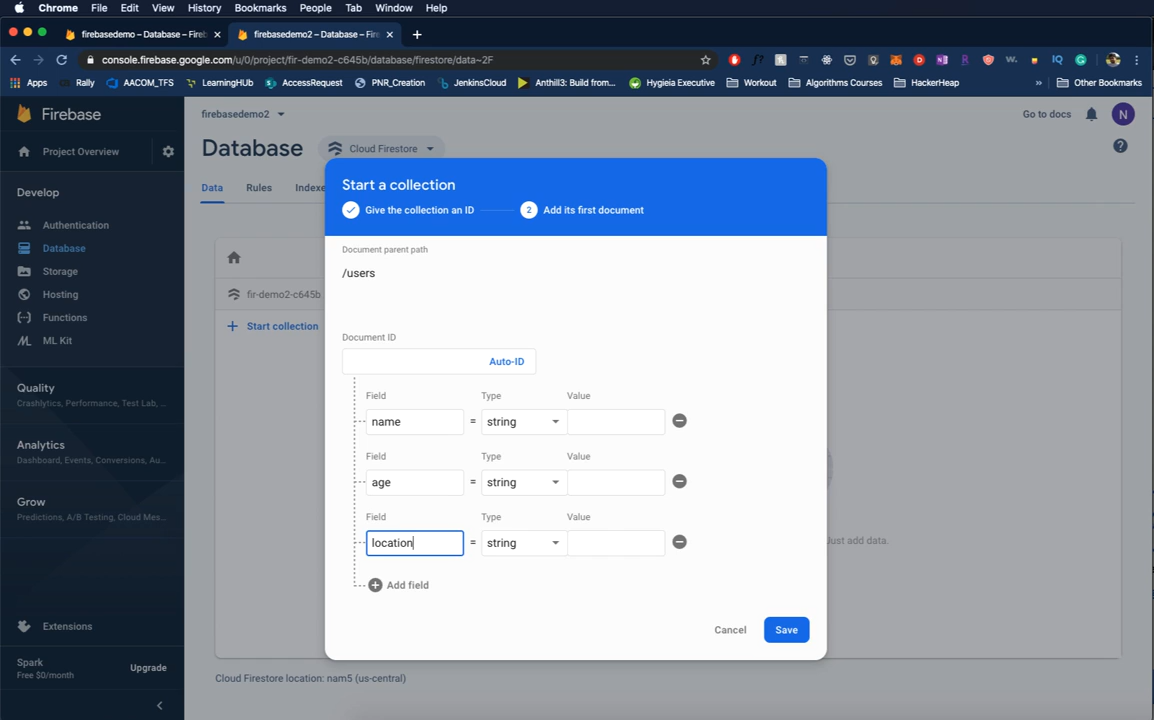 Chrome File Edit View History Bookmarks People Tab Window Help
firebasedemo – Database – Fire
firebasedemo2 – Database – Fire
console.firebase.google.com/u/0/project/fir-demo2-c645b/database/firestore/data~2F
Apps Rally AACOM_TFS LearningHUb AccessRequest PNR_Creation JenkinsCloud Anthill3: Build from... Hygieia Executive Workout Algorithms Courses HackerHeap » Other Bookmarks
Firebase
firebasedemo2
Go to docs
N
Project Overview
Database
Cloud Firestore
Develop
Data Rules Indexe
Authentication
Database
Storage
Hosting
Functions
ML Kit
Quality
Crashlytics, Performance, Test Lab, ...
Analytics
Dashboard, Events, Conversions, Au...
Grow
Predictions, A/B Testing, Cloud Mes...
Extensions
Spark
Free $0/month
Upgrade
fir-demo2-c645b
Start collection
Start a collection
Give the collection an ID
2 Add its first document
Document parent path
/users
Document ID
Auto-ID
Field Type Value
name = string
Field Type Value
age = string
Field Type Value
location = string
Add field
Cancel Save
Just add data.
Cloud Firestore location: nam5 (us-central)